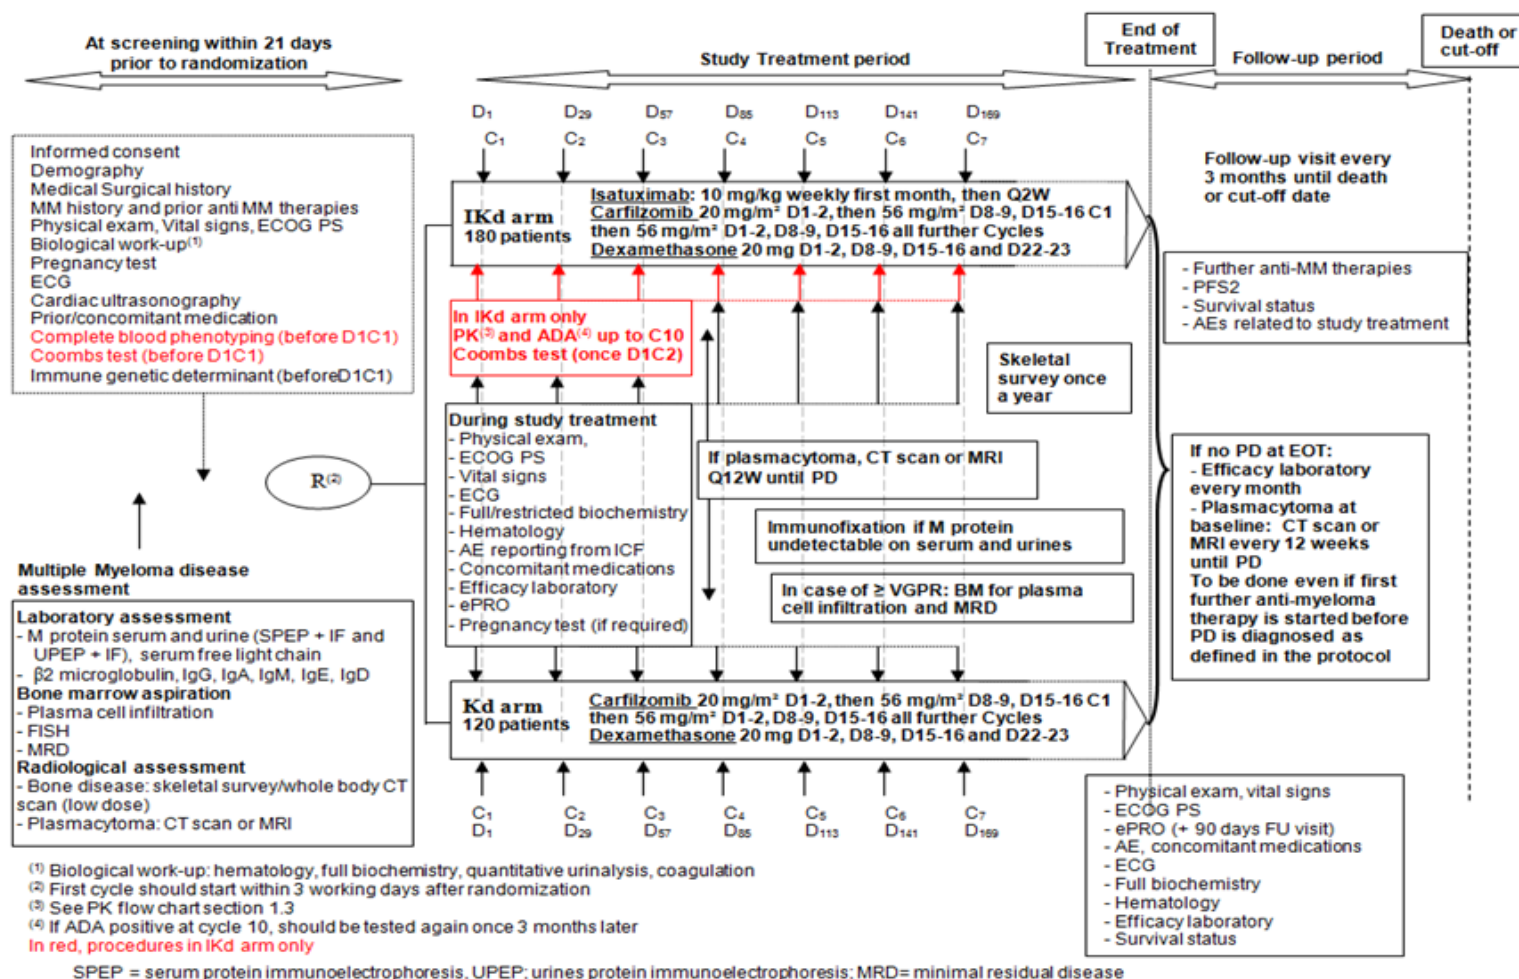 At screening within 21 days
prior to randomization
Study Treatment period
End of
Treatment
Follow-up period
Death or
cut-off
D1 D29 D57 D85 D113 D141 D169
C1 C2 C3 C4 C5 C6 C7
Informed consent
Demography
Medical Surgical history
MM history and prior anti MM therapies
Physical exam, Vital signs, ECOG PS
Biological work-up(1)
Pregnancy test
ECG
Cardiac ultrasonography
Prior/concomitant medication
Complete blood phenotyping (before D1C1)
Coombs test (before D1C1)
Immune genetic determinant (beforeD1C1)
IKd arm
180 patients
Isatuximab: 10 mg/kg weekly first month, then Q2W
Carfilzomib 20 mg/m² D1-2, then 56 mg/m² D8-9, D15-16 C1
then 56 mg/m² D1-2, D8-9, D15-16 all further Cycles
Dexamethasone 20 mg D1-2, D8-9, D15-16 and D22-23
Follow-up visit every
3 months until death
or cut-off date
- Further anti-MM therapies
- PFS2
- Survival status
- AEs related to study treatment
In IKd arm only
PK(3) and ADA(4) up to C10
Coombs test (once D1C2)
Skeletal
survey once
a year
R(2)
During study treatment
- Physical exam,
- ECOG PS
- Vital signs
- ECG
- Full/restricted biochemistry
- Hematology
- AE reporting from ICF
- Concomitant medications
- Efficacy laboratory
- ePRO
- Pregnancy test (if required)
If plasmacytoma, CT scan or MRI
Q12W until PD
Immunofixation if M protein
undetectable on serum and urines
In case of ≥ VGPR: BM for plasma
cell infiltration and MRD
If no PD at EOT:
- Efficacy laboratory
every month
- Plasmacytoma at
baseline: CT scan or
MRI every 12 weeks
until PD
To be done even if first
further anti-myeloma
therapy is started before
PD is diagnosed as
defined in the protocol
Multiple Myeloma disease
assessment
Laboratory assessment
- M protein serum and urine (SPEP + IF and
UPEP + IF), serum free light chain
- β2 microglobulin, IgG, IgA, IgM, IgE, IgD
Bone marrow aspiration
- Plasma cell infiltration
- FISH
- MRD
Radiological assessment
- Bone disease: skeletal survey/whole body CT
scan (low dose)
- Plasmacytoma: CT scan or MRI
Kd arm
120 patients
Carfilzomib 20 mg/m² D1-2, then 56 mg/m² D8-9, D15-16 C1
then 56 mg/m² D1-2, D8-9, D15-16 all further Cycles
Dexamethasone 20 mg D1-2, D8-9, D15-16 and D22-23
C1 C2 C3 C4 C5 C6 C7
D1 D29 D57 D85 D113 D141 D169
- Physical exam, vital signs
- ECOG PS
- ePRO (+ 90 days FU visit)
- AE, concomitant medications
- ECG
- Full biochemistry
- Hematology
- Efficacy laboratory
- Survival status
(1) Biological work-up: hematology, full biochemistry, quantitative urinalysis, coagulation
(2) First cycle should start within 3 working days after randomization
(3) See PK flow chart section 1.3
(4) If ADA positive at cycle 10, should be tested again once 3 months later
In red, procedures in IKd arm only
SPEP = serum protein immunoelectrophoresis, UPEP: urines protein immunoelectrophoresis; MRD= minimal residual disease